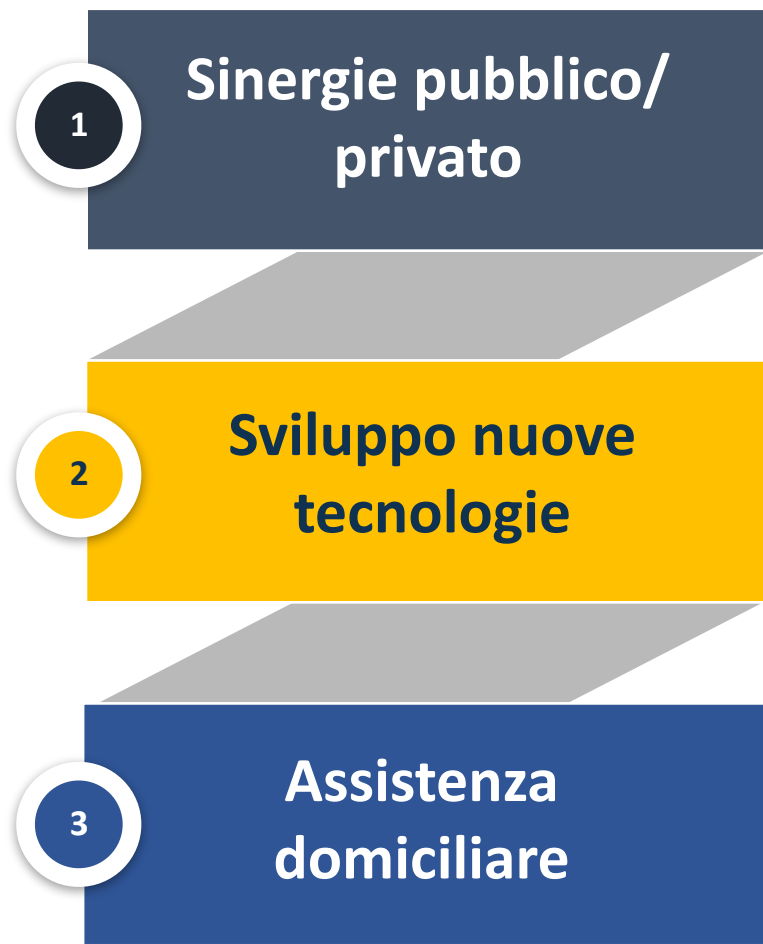 1
Sinergie pubblico/
privato
2
Sviluppo nuove
tecnologie
3
Assistenza
domiciliare